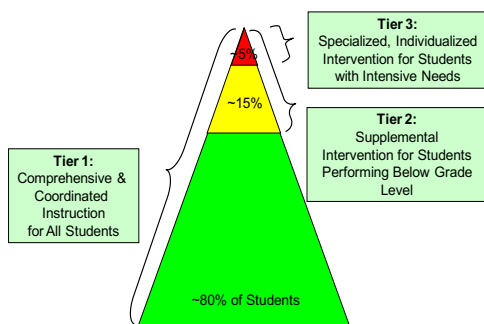 Tier 3:
Specialized, Individualized
Intervention for Students
with Intensive Needs
~5%
~15%
Tier 2:
Supplemental
Intervention for Students
Performing Below Grade
Level
Tier 1:
Comprehensive &
Coordinated
Instruction
for All Students
~80% of Students